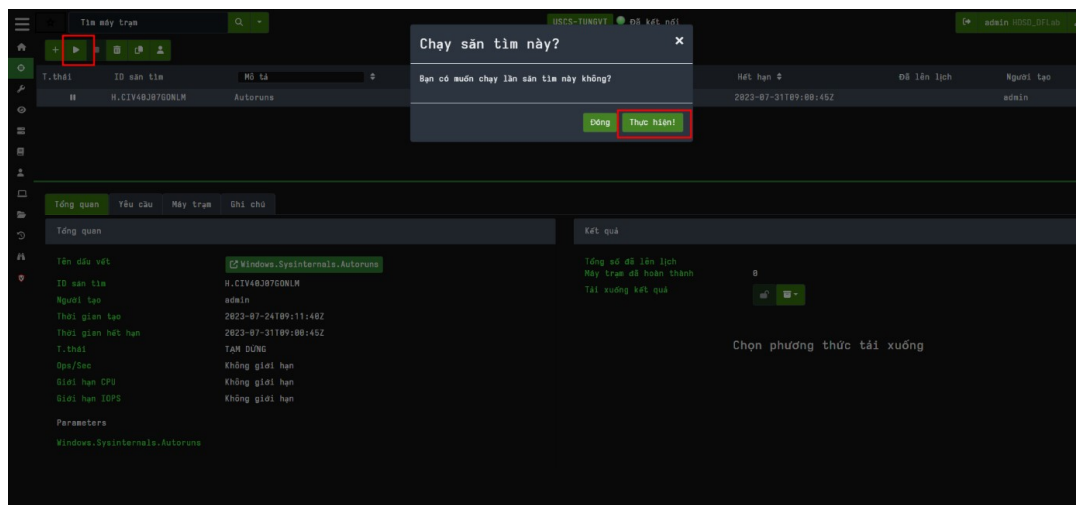 Tìm máy trạm
USCS-TUNGVT Đã kết nối
admin HOSD_DFLab
Chạy săn tìm này? ×
Bạn có muốn chạy lần săn tìm này không?
Đóng Thực hiện!
T.thái ID săn tìm Mô tả Hết hạn Đã lên lịch Người tạo
H.CIV40J07GONLM Autoruns 2023-07-31T09:00:45Z admin
Tổng quan Yêu cầu Máy trạm Ghi chú
Tổng quan
Tên dấu vết Windows.Sysinternals.Autoruns
ID săn tìm H.CIV40J07GONLM
Người tạo admin
Thời gian tạo 2023-07-24T09:11:40Z
Thời gian hết hạn 2023-07-31T09:00:45Z
T.thái TẠM DỪNG
Ops/Sec Không giới hạn
Giới hạn CPU Không giới hạn
Giới hạn IOPS Không giới hạn
Parameters
Windows.Sysinternals.Autoruns
Kết quả
Tổng số đã lên lịch
Máy trạm đã hoàn thành 0
Tải xuống kết quả
Chọn phương thức tải xuống